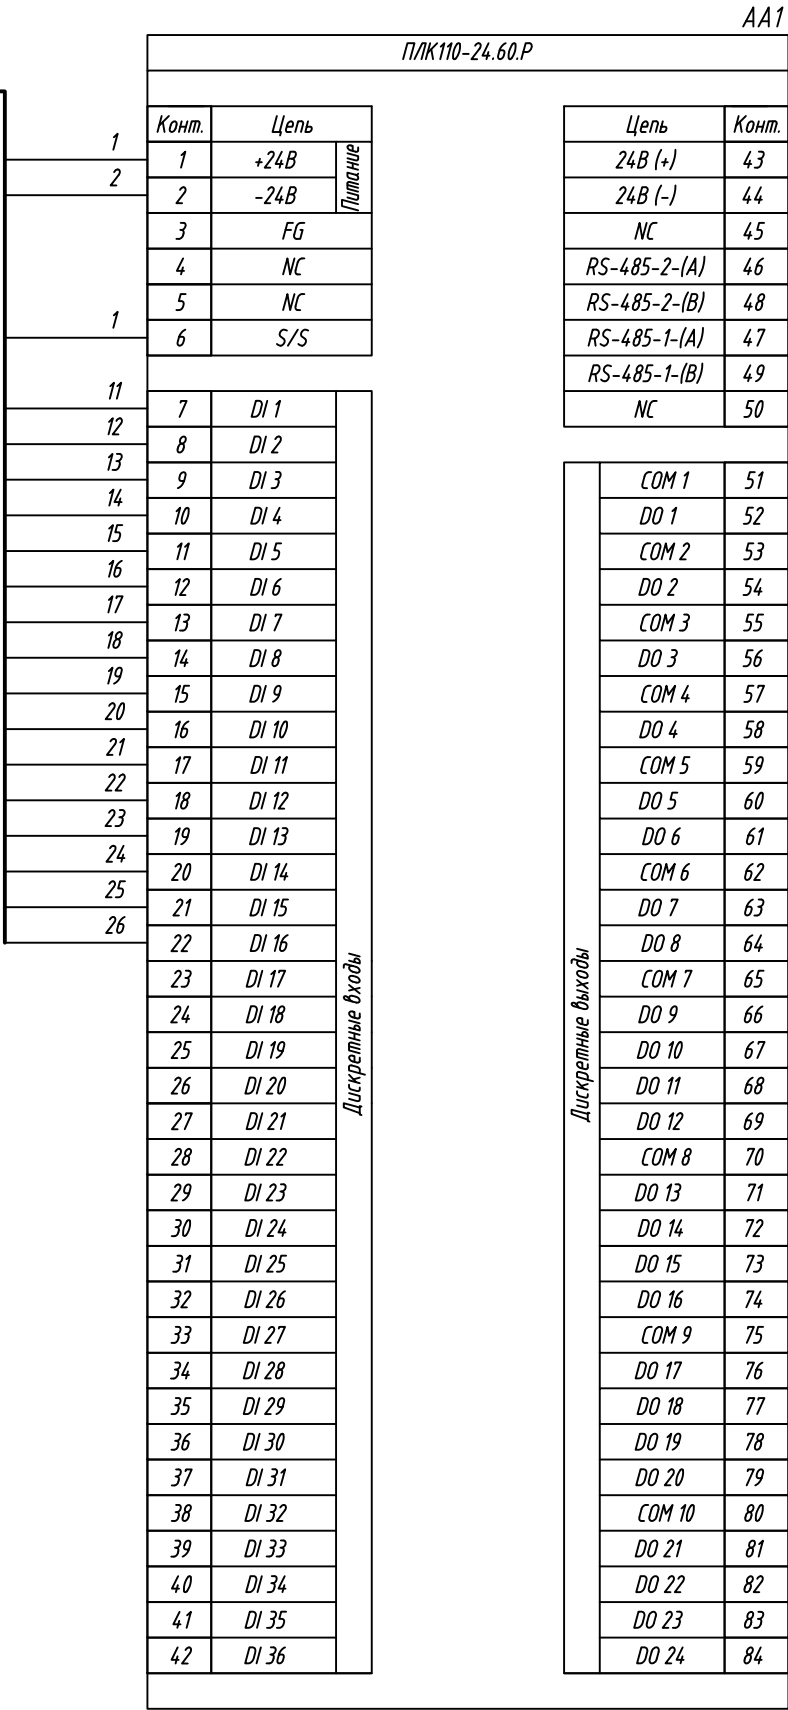 AA1
ПЛК110-24.60.Р
Конт. Цепь Цепь Конт.
1 1 +24В Питание 24В (+) 43
2 2 -24В 24В (-) 44
3 FG NC 45
4 NC RS-485-2-(A) 46
5 NC RS-485-2-(B) 48
1 6 S/S RS-485-1-(A) 47
RS-485-1-(B) 49
11 7 DI 1 NC 50
12 8 DI 2
13 9 DI 3 COM 1 51
14 10 DI 4 DO 1 52
15 11 DI 5 COM 2 53
16 12 DI 6 DO 2 54
17 13 DI 7 COM 3 55
18 14 DI 8 DO 3 56
19 15 DI 9 COM 4 57
20 16 DI 10 DO 4 58
21 17 DI 11 COM 5 59
22 18 DI 12 DO 5 60
23 19 DI 13 DO 6 61
24 20 DI 14 COM 6 62
25 21 DI 15 DO 7 63
26 22 DI 16 DO 8 64
23 DI 17 COM 7 65
24 DI 18 DO 9 66
25 DI 19 DO 10 67
26 DI 20 DO 11 68
27 DI 21 DO 12 69
28 DI 22 COM 8 70
29 DI 23 DO 13 71
30 DI 24 DO 14 72
31 DI 25 DO 15 73
32 DI 26 DO 16 74
33 DI 27 COM 9 75
34 DI 28 DO 17 76
35 DI 29 DO 18 77
36 DI 30 DO 19 78
37 DI 31 DO 20 79
38 DI 32 COM 10 80
39 DI 33 DO 21 81
40 DI 34 DO 22 82
41 DI 35 DO 23 83
42 DI 36 DO 24 84
Дискретные входы
Дискретные выходы